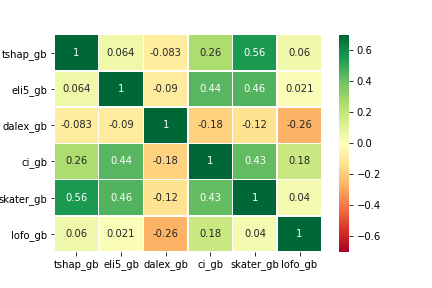 tshap_gb 1 0.064 -0.083 0.26 0.56 0.06
eli5_gb 0.064 1 -0.09 0.44 0.46 0.021
dalex_gb -0.083 -0.09 1 -0.18 -0.12 -0.26
ci_gb 0.26 0.44 -0.18 1 0.43 0.18
skater_gb 0.56 0.46 -0.12 0.43 1 0.04
lofo_gb 0.06 0.021 -0.26 0.18 0.04 1
tshap_gb eli5_gb dalex_gb ci_gb skater_gb lofo_gb
0.6
0.4
0.2
0.0
−0.2
−0.4
−0.6